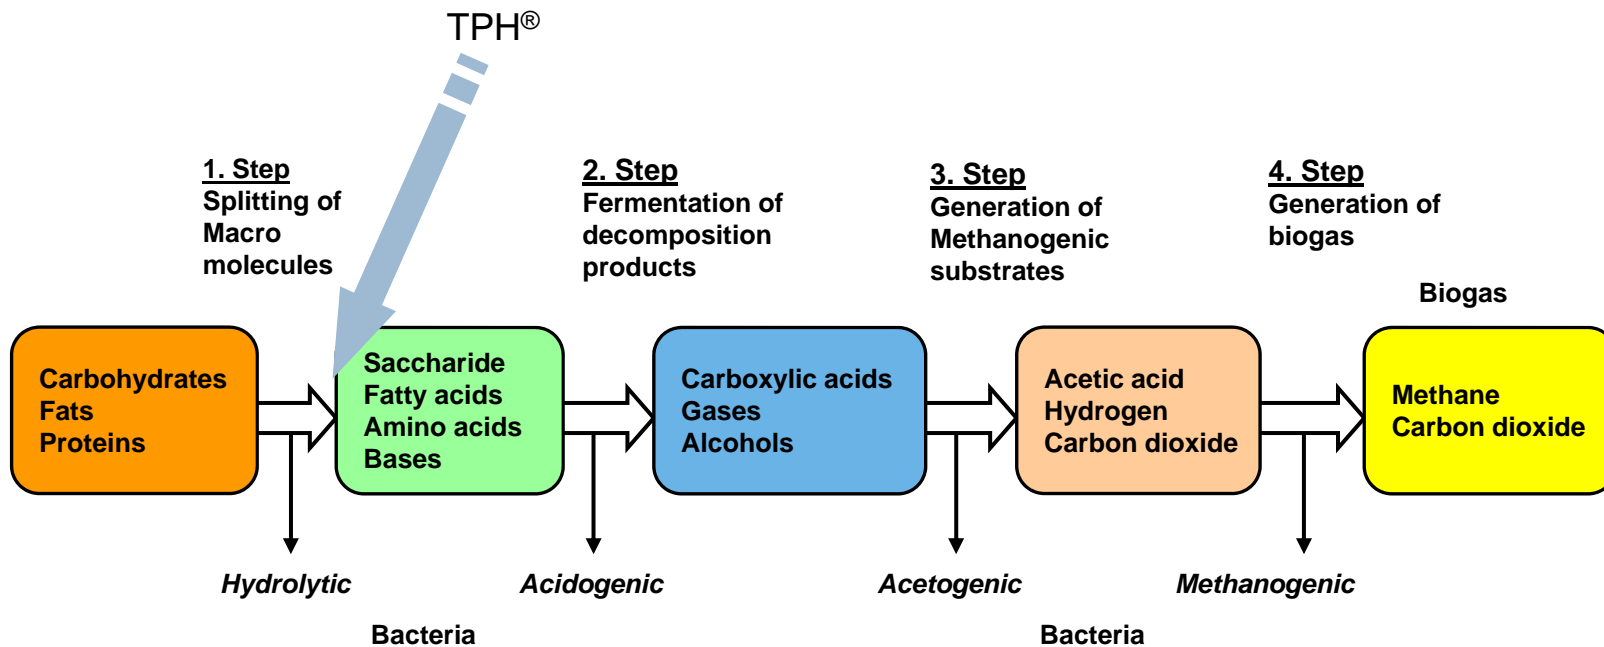 TPH®
1. Step
Splitting of
Macro
molecules
2. Step
Fermentation of
decomposition
products
3. Step
Generation of
Methanogenic
substrates
4. Step
Generation of
biogas
Biogas
Carbohydrates
Fats
Proteins
Saccharide
Fatty acids
Amino acids
Bases
Carboxylic acids
Gases
Alcohols
Acetic acid
Hydrogen
Carbon dioxide
Methane
Carbon dioxide
Hydrolytic
Acidogenic
Acetogenic
Methanogenic
Bacteria
Bacteria